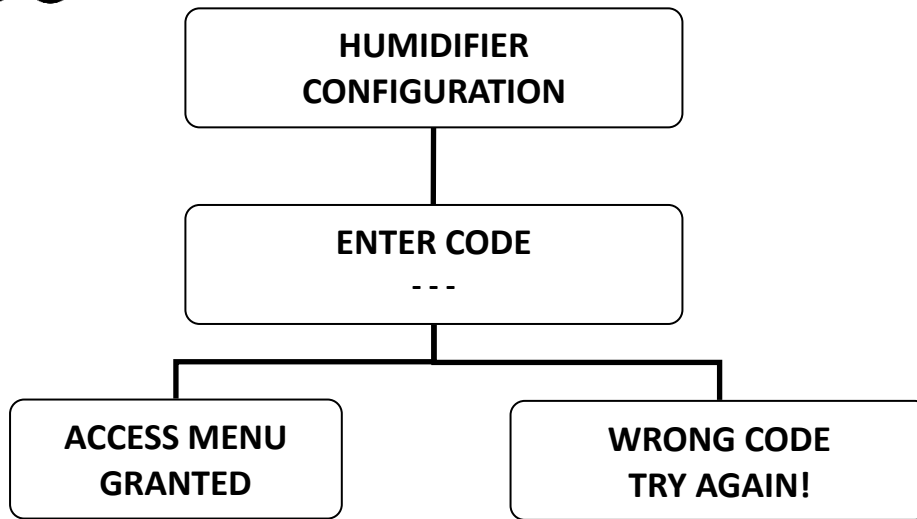 HUMIDIFIER
CONFIGURATION
ENTER CODE
- - -
ACCESS MENU
GRANTED
WRONG CODE
TRY AGAIN!